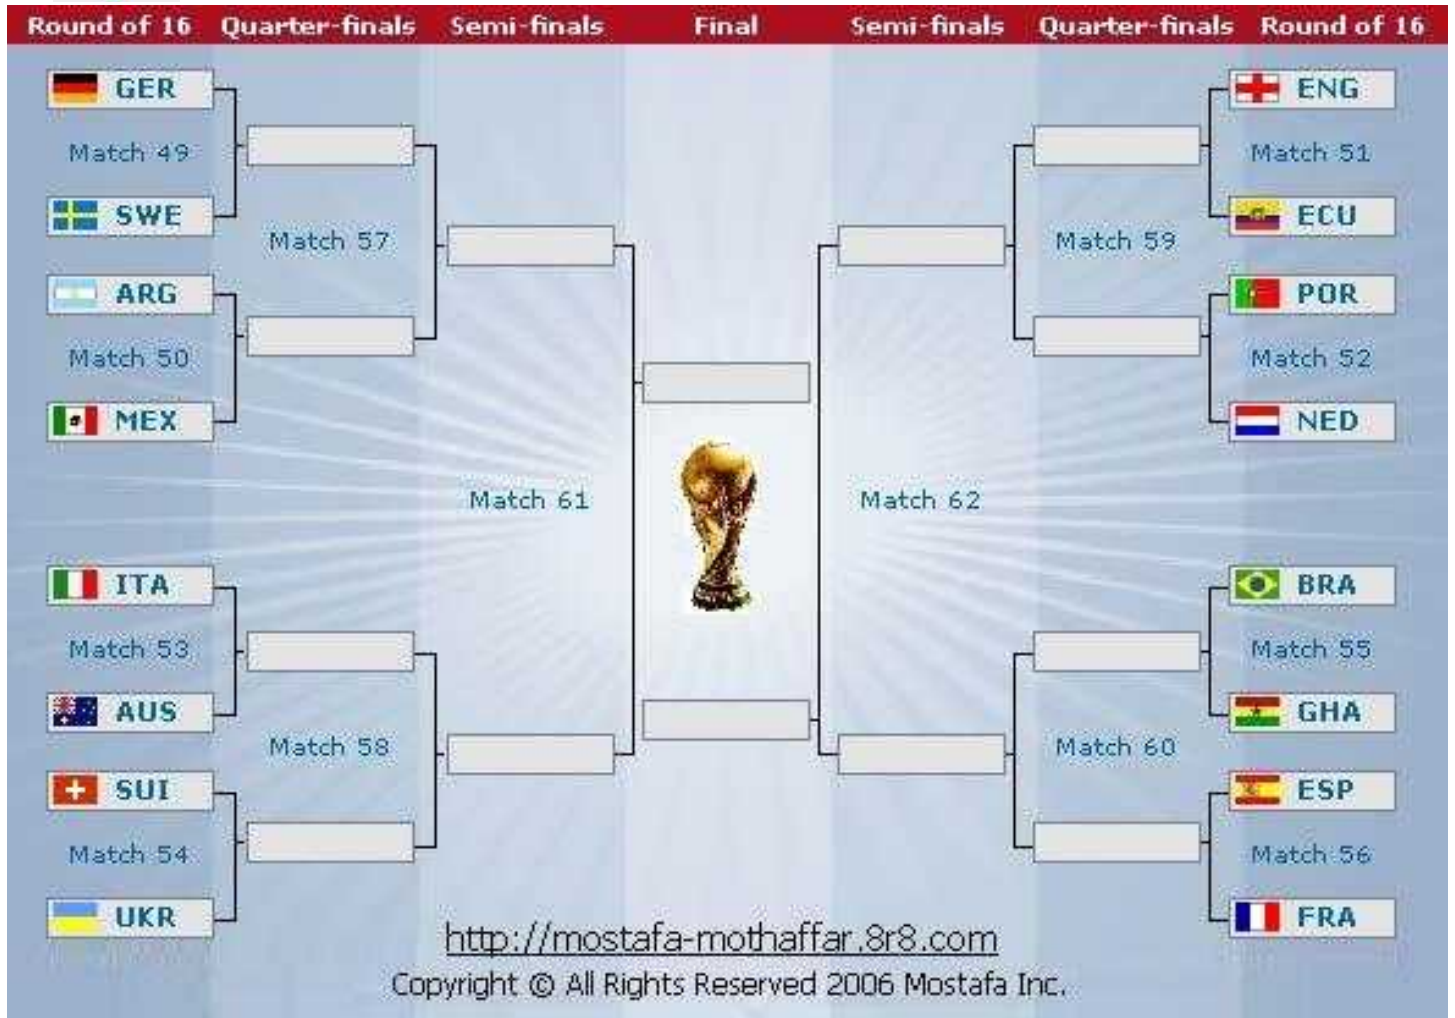 Round of 16 Quarter-finals Semi-finals Final Semi-finals Quarter-finals Round of 16
GER ENG
Match 49 Match 51
SWE ECU
Match 57 Match 59
ARG POR
Match 50 Match 52
MEX NED
Match 61 Match 62
ITA BRA
Match 53 Match 55
AUS GHA
Match 58 Match 60
SUI ESP
Match 54 Match 56
UKR FRA
http://mostafa-mothaffar.8r8.com
Copyright © All Rights Reserved 2006 Mostafa Inc.